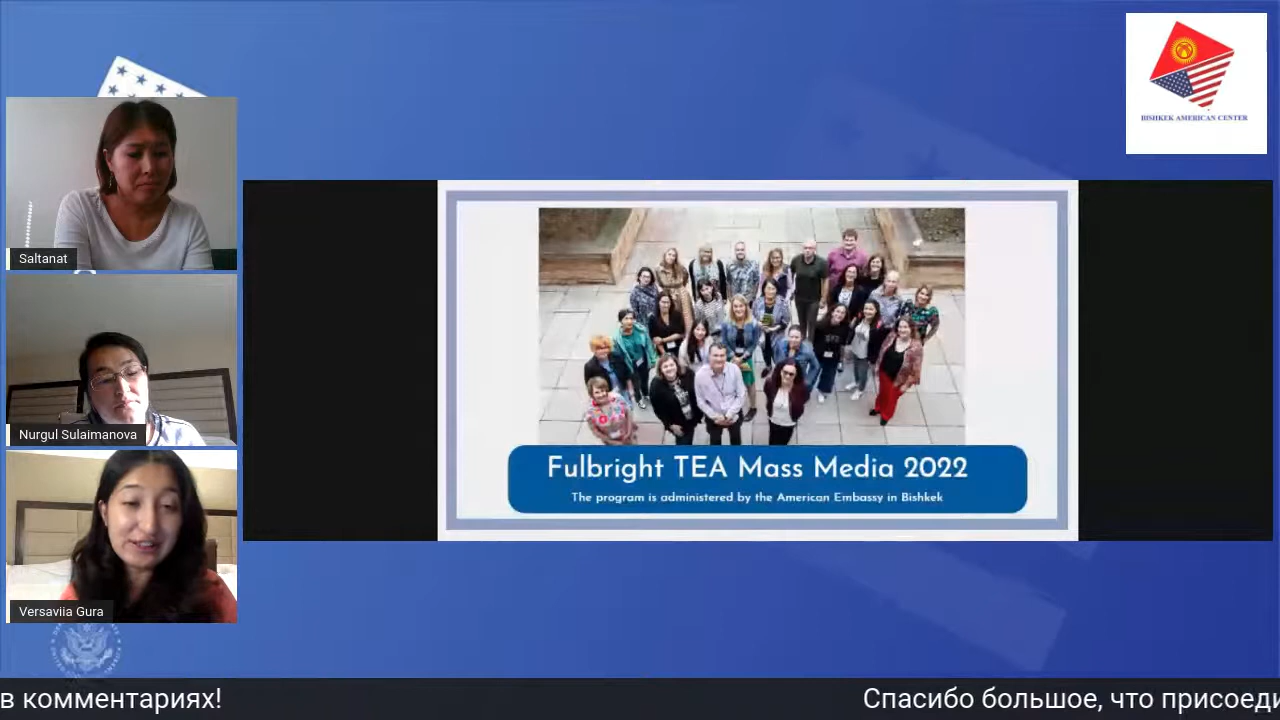 BISHKEK AMERICAN CENTER
Saltanat
Nurgul Sulaimanova
Versaviia Gura
Fulbright TEA Mass Media 2022
The program is administered by the American Embassy in Bishkek
в комментариях!
Спасибо большое, что присоеди